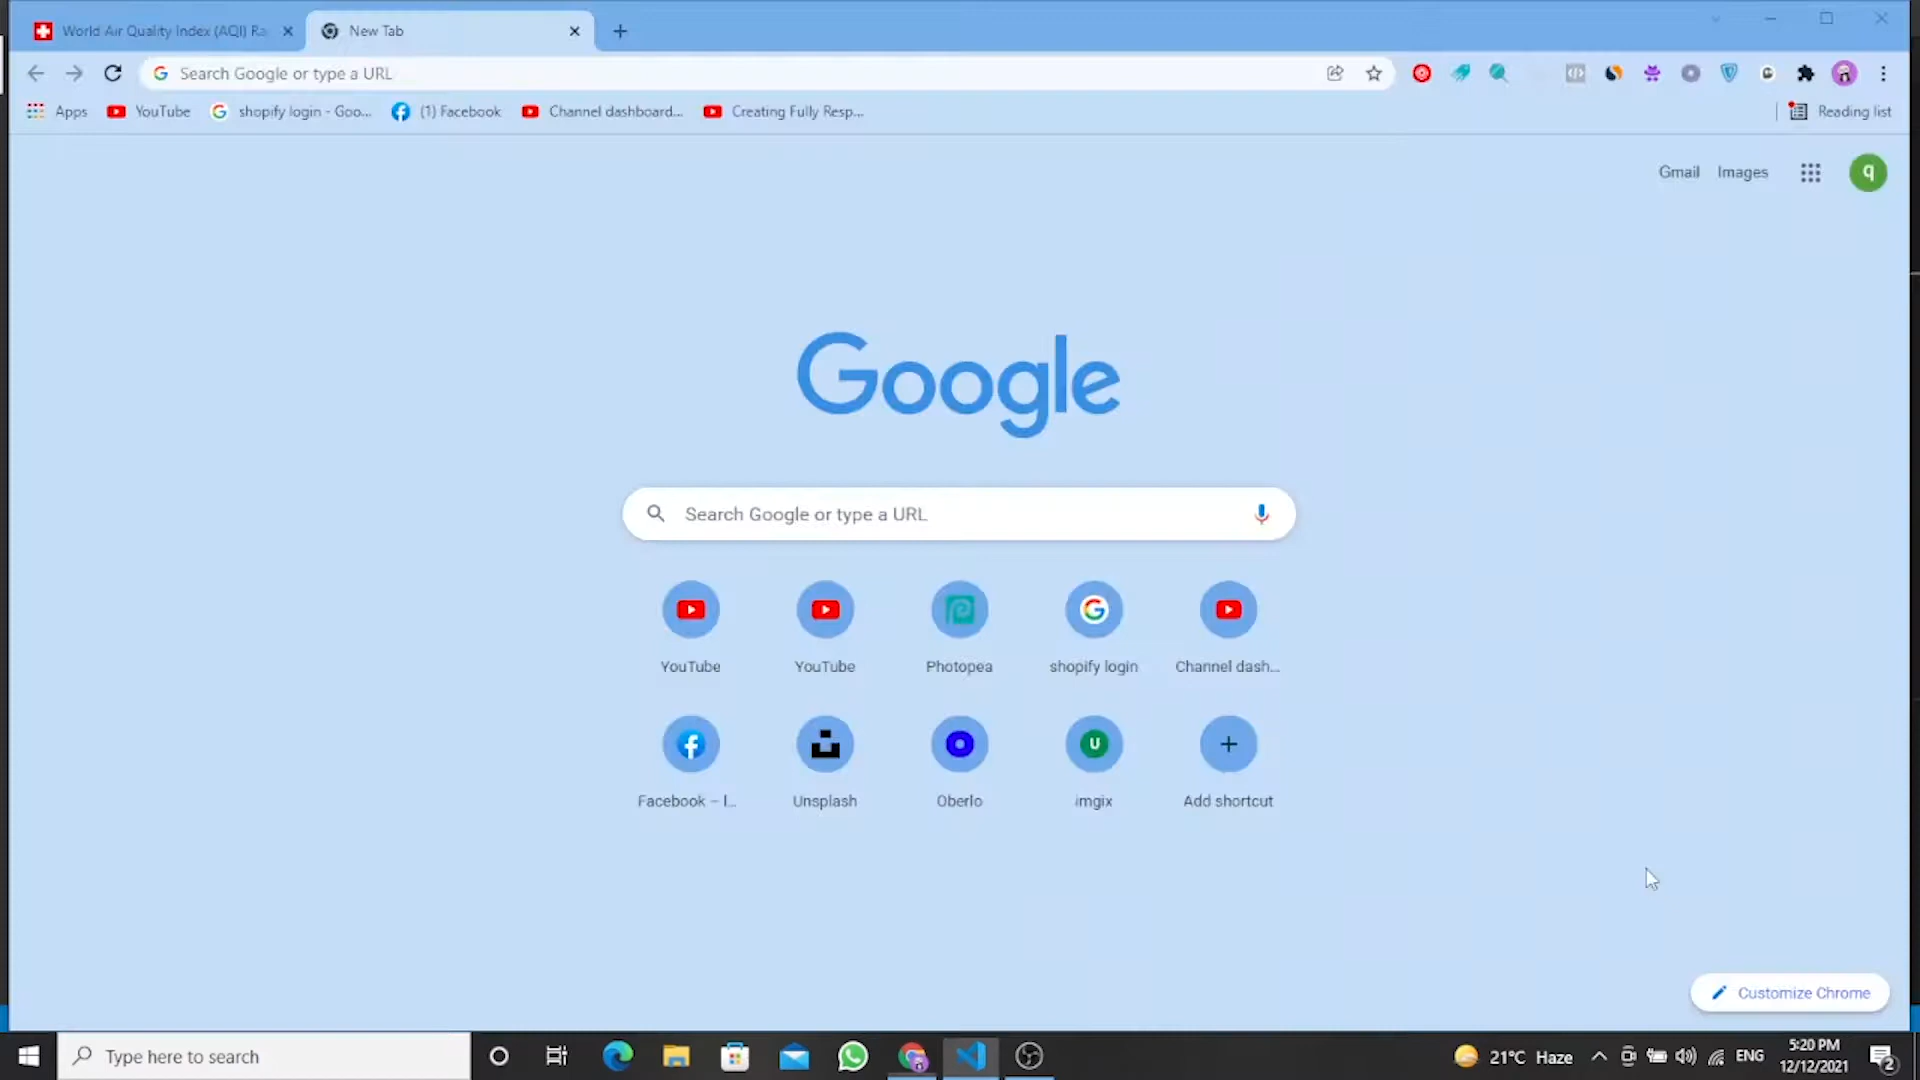 World Air Quality Index (AQI) Ra
New Tab
Search Google or type a URL
Apps
YouTube
shopify login - Goo...
(1) Facebook
Channel dashboard...
Creating Fully Resp...
Reading list
Gmail
Images
q
Google
Search Google or type a URL
YouTube
YouTube
Photopea
shopify login
Channel dash...
U
Facebook – l...
Unsplash
Oberlo
imgix
Add shortcut
Customize Chrome
Type here to search
21°C Haze
ENG
5:20 PM
12/12/2021
2